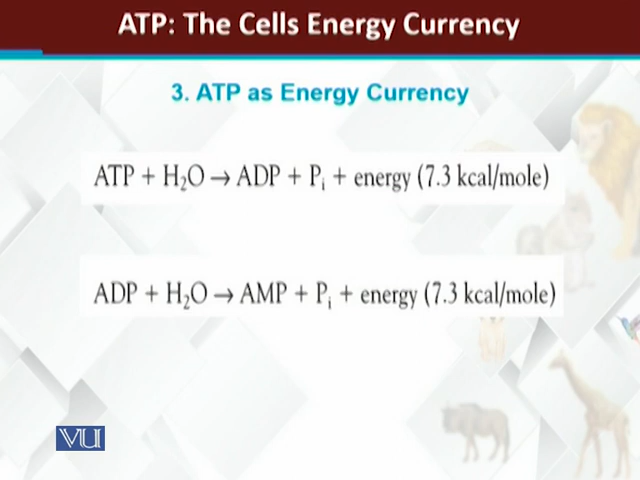 ATP: The Cells Energy Currency
3. ATP as Energy Currency
ATP + H₂O → ADP + Pᵢ + energy (7.3 kcal/mole)
ADP + H₂O → AMP + Pᵢ + energy (7.3 kcal/mole)
VU